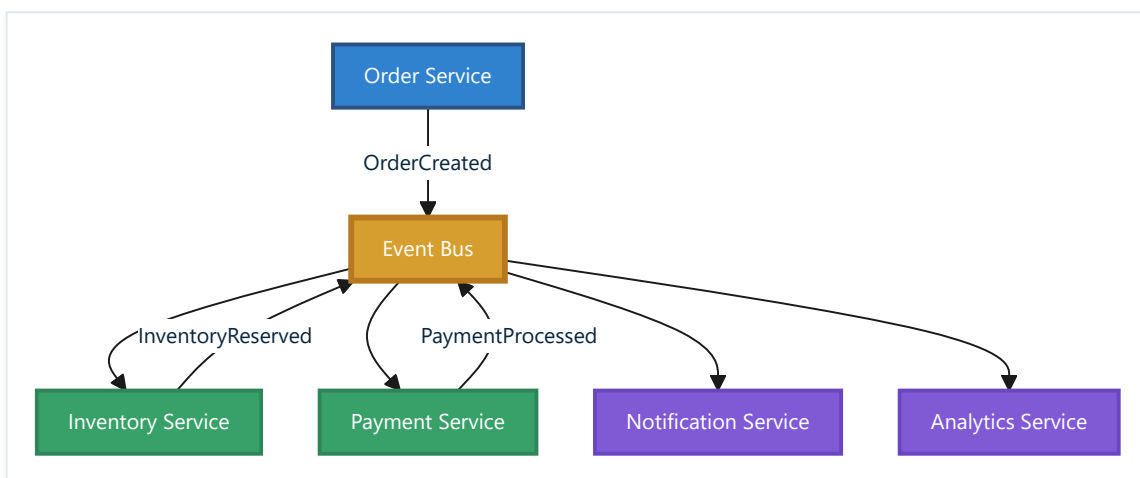 Order Service
OrderCreated
Event Bus
InventoryReserved
PaymentProcessed
Inventory Service
Payment Service
Notification Service
Analytics Service